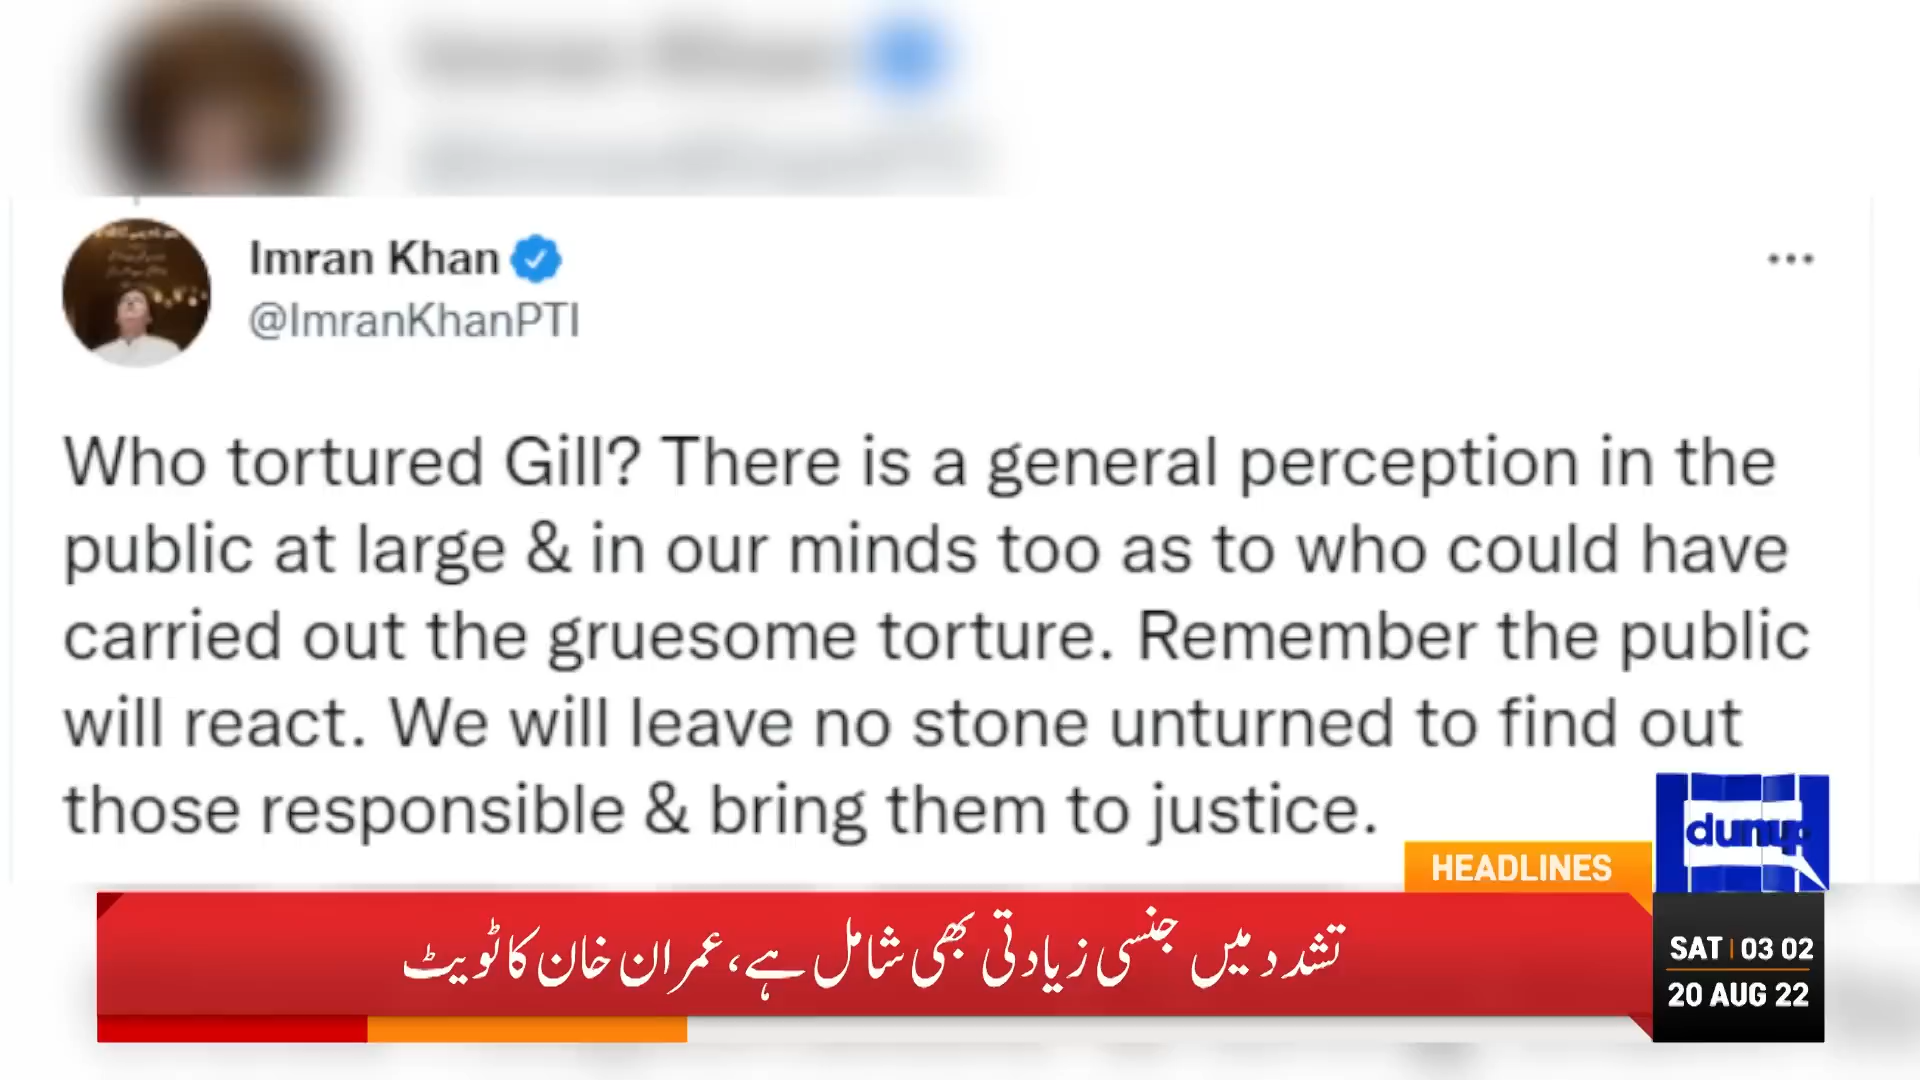 Imran Khan
@ImranKhanPTI
Who tortured Gill? There is a general perception in the
public at large & in our minds too as to who could have
carried out the gruesome torture. Remember the public
will react. We will leave no stone unturned to find out
those responsible & bring them to justice.
HEADLINES
تشدد میں جنسی زیادتی بھی شامل ہے، عمران خان کا ٹویٹ
SAT | 03 02
20 AUG 22